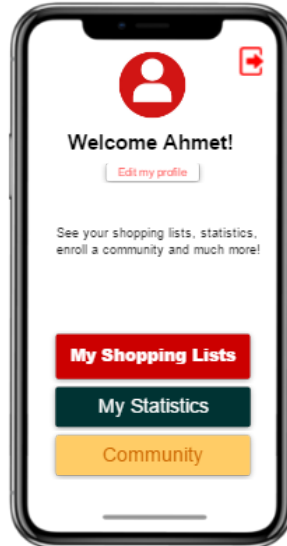 Welcome Ahmet!
Edit my profile
See your shopping lists, statistics,
enroll a community and much more!
My Shopping Lists
My Statistics
Community